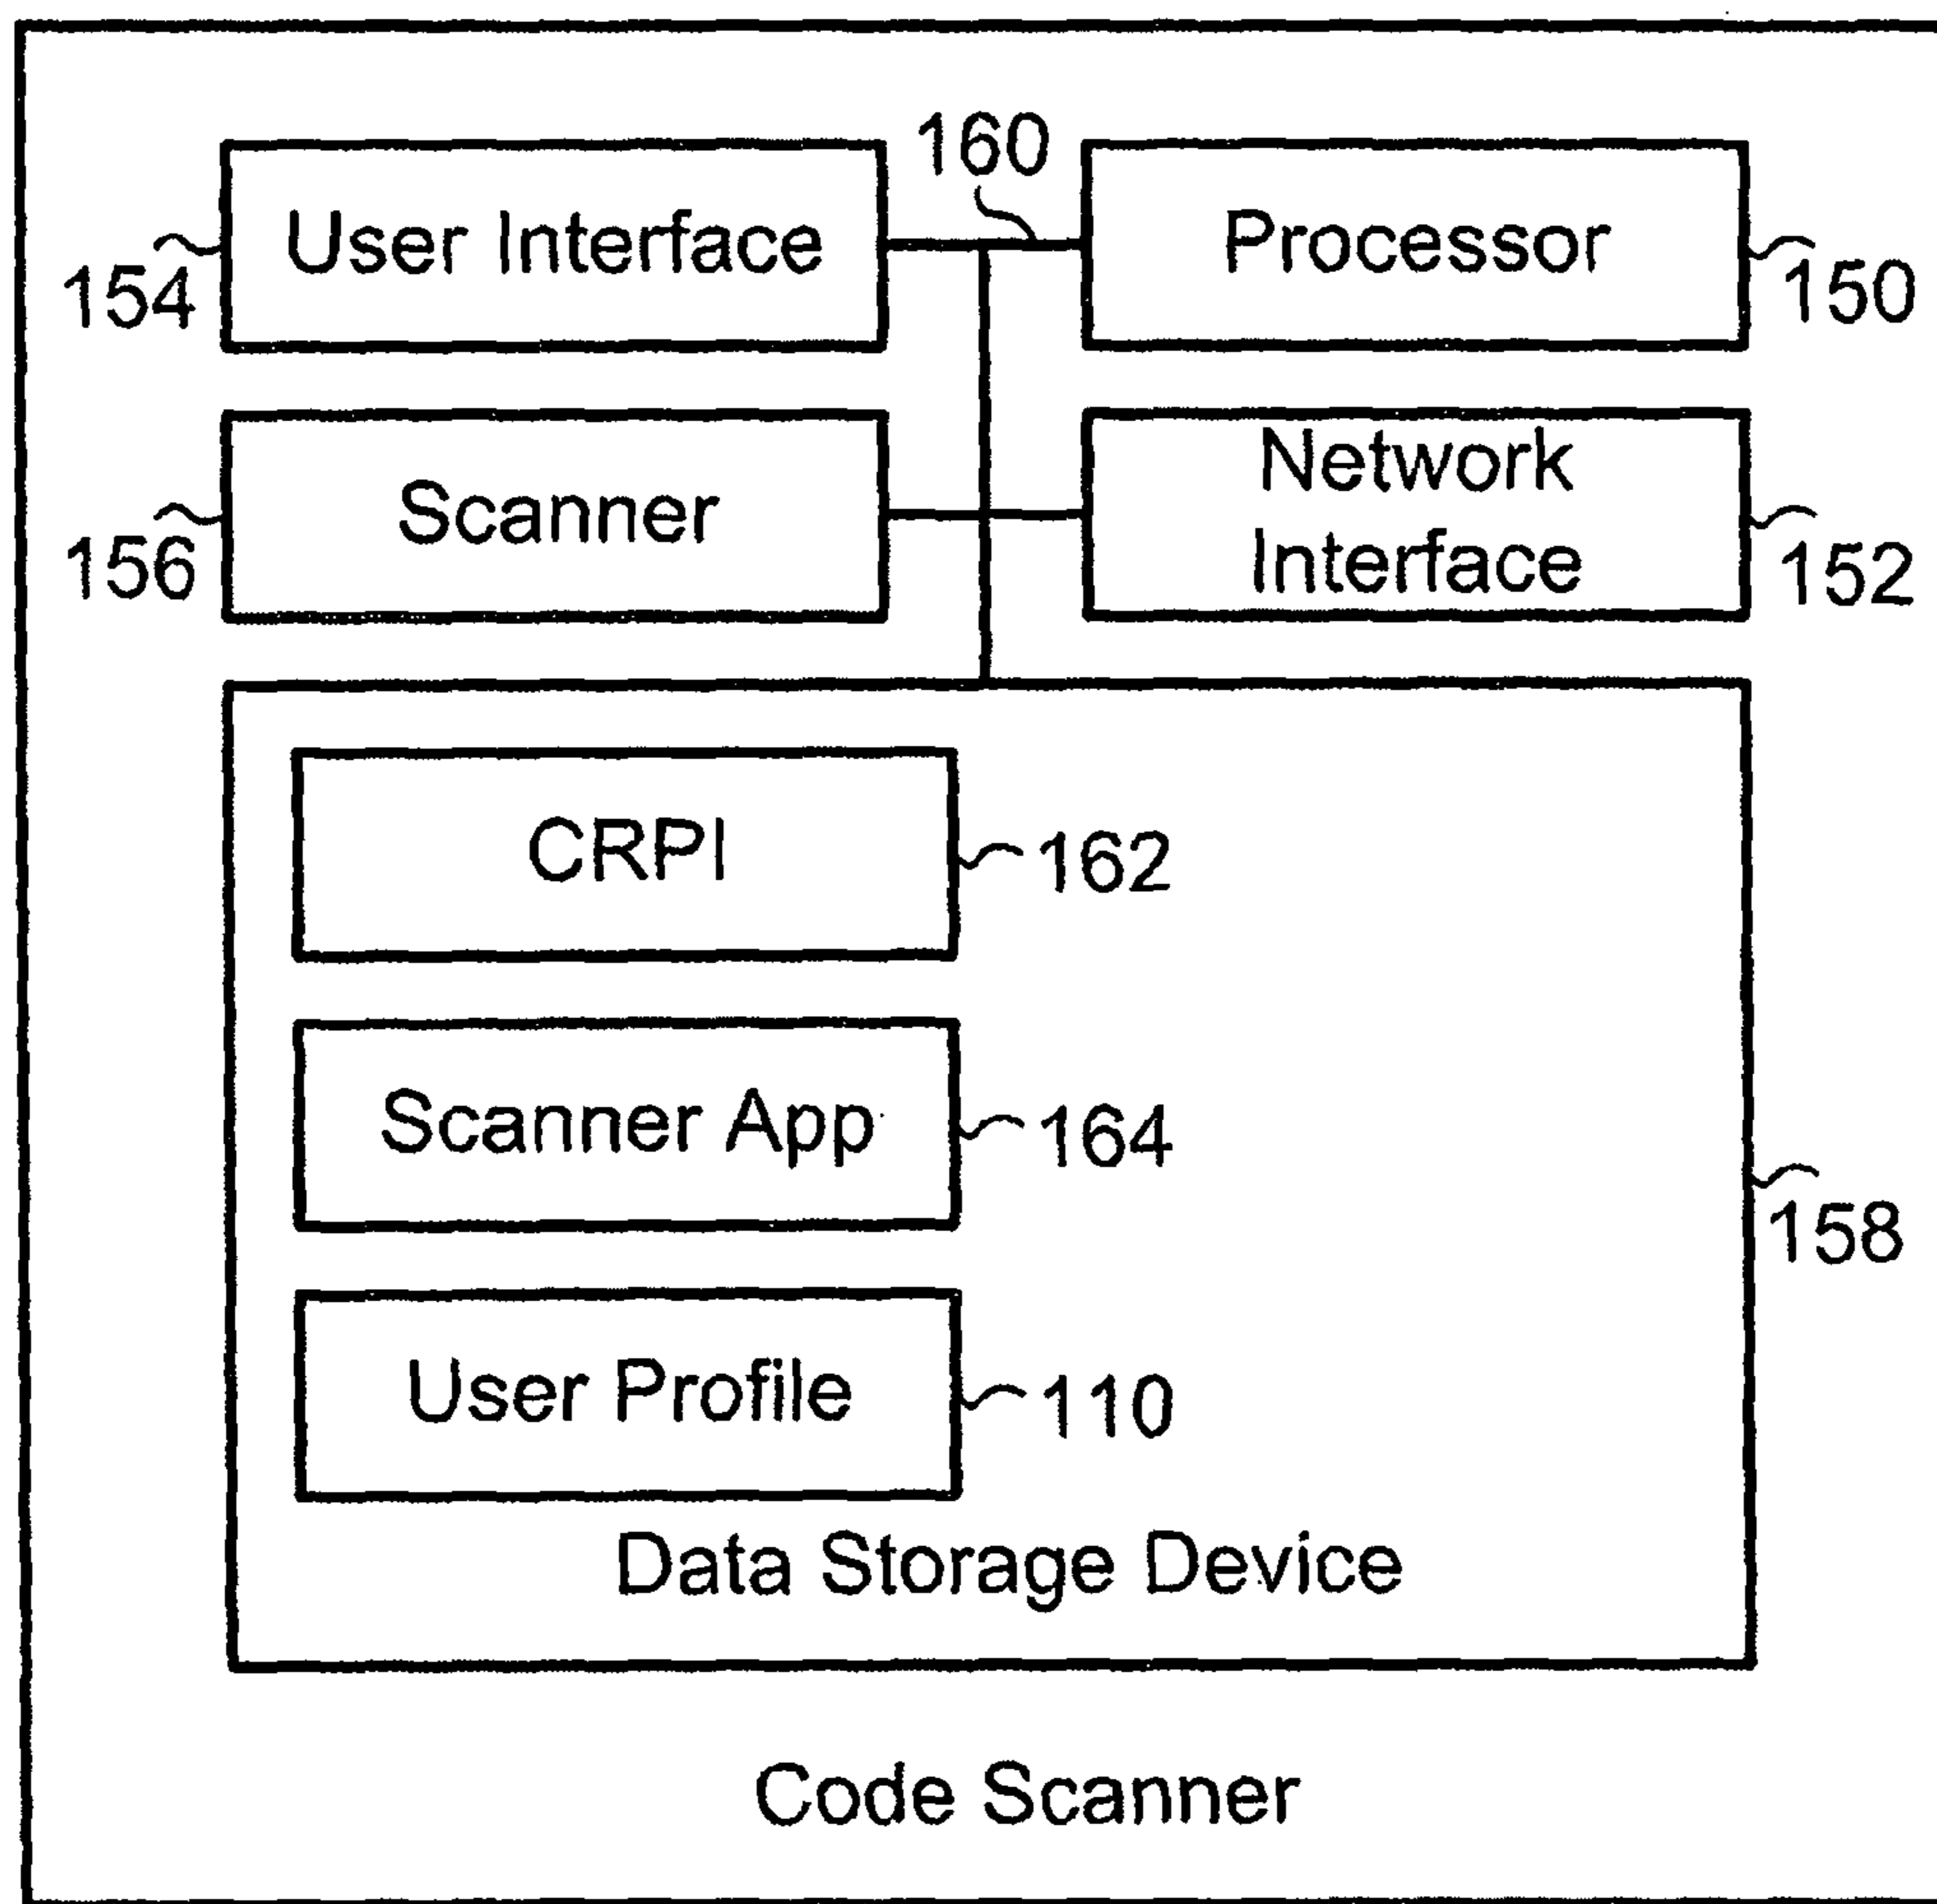 160
User Interface
Processor
154
150
Scanner
Network
Interface
156
152
CRPI
162
Scanner App
164
158
User Profile
110
Data Storage Device
Code Scanner